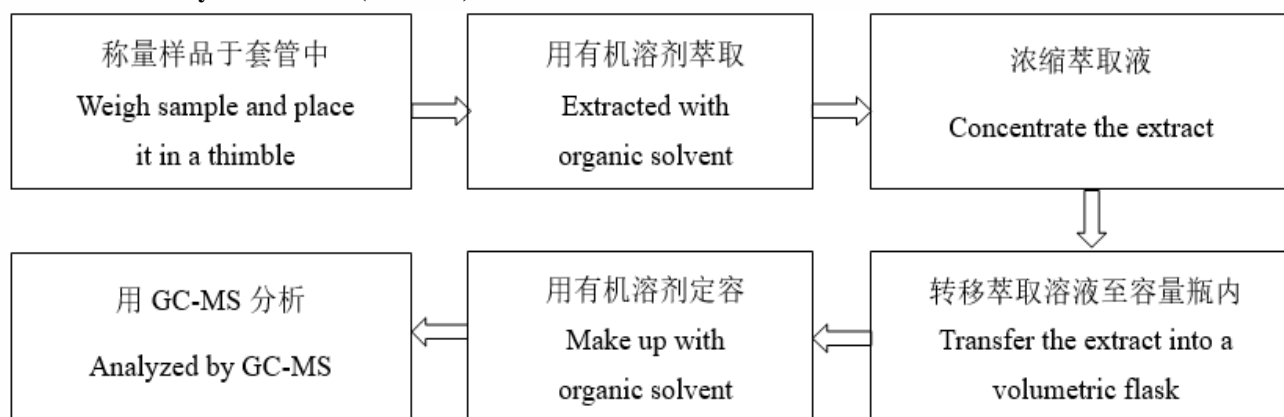 称量样品于套管中
Weigh sample and place
it in a thimble
用有机溶剂萃取
Extracted with
organic solvent
浓缩萃取液
Concentrate the extract
转移萃取溶液至容量瓶内
Transfer the extract into a
volumetric flask
用有机溶剂定容
Make up with
organic solvent
用 GC-MS 分析
Analyzed by GC-MS